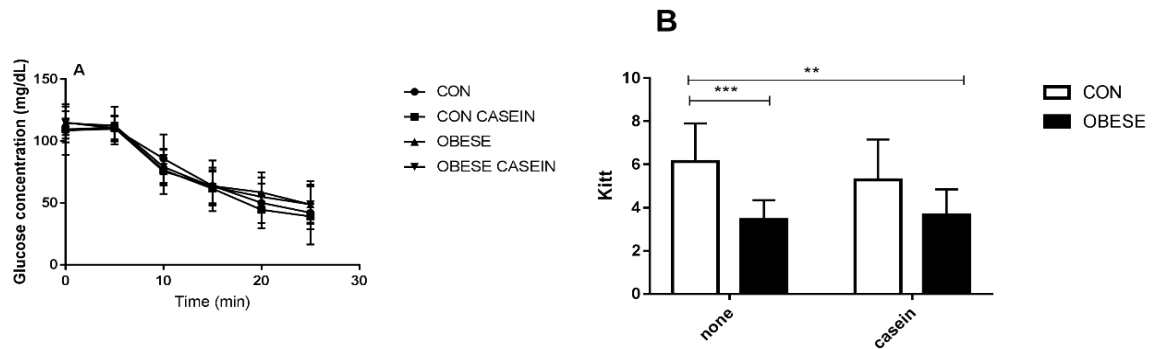 A
Glucose concentration (mg/dL)
150
100
50
0
0 10 20 30
Time (min)
CON
CON CASEIN
OBESE
OBESE CASEIN
B
Kitt
10
8
6
4
2
0
**
***
none casein
CON
OBESE